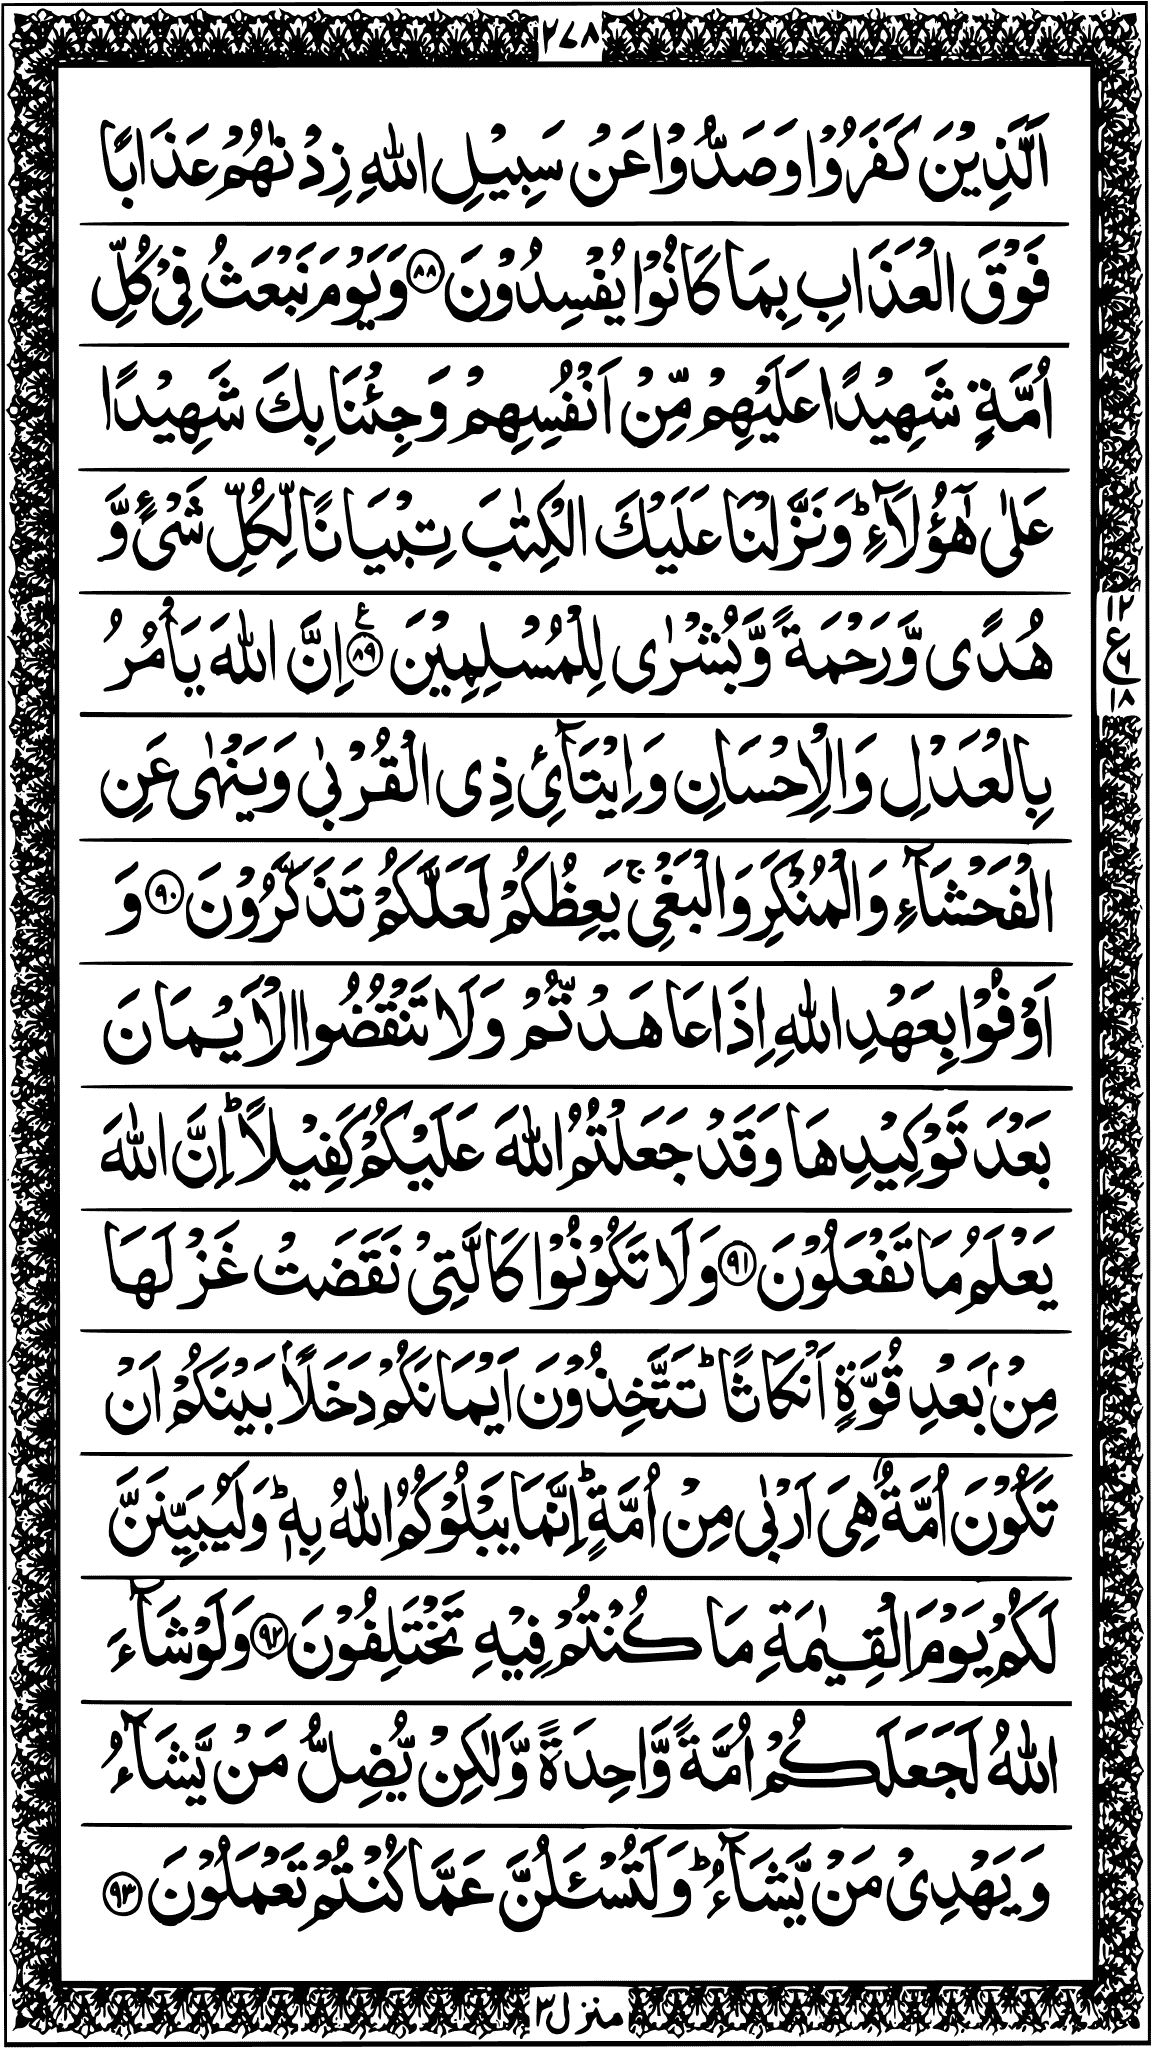 ٢٧٨
اَلَّذِيْنَ كَفَرُوْا وَصَدُّوْا عَنْ سَبِيْلِ اللّٰهِ زِدْنٰهُمْ عَذَابًا
فَوْقَ الْعَذَابِ بِمَا كَانُوْا يُفْسِدُوْنَ ﴿٨٨﴾ وَيَوْمَ نَبْعَثُ فِيْ كُلِّ
اُمَّةٍ شَهِيْدًا عَلَيْهِمْ مِّنْ اَنْفُسِهِمْ وَجِئْنَا بِكَ شَهِيْدًا
عَلٰى هٰٓؤُلَآءِ ؕ وَنَزَّلْنَا عَلَيْكَ الْكِتٰبَ تِبْيَانًا لِّكُلِّ شَيْءٍ وَّ
هُدًى وَّرَحْمَةً وَّبُشْرٰى لِلْمُسْلِمِيْنَ ﴿٨٩﴾ ع اِنَّ اللّٰهَ يَاْمُرُ
١٢
ع
٦
١٨
بِالْعَدْلِ وَالْاِحْسَانِ وَاِيْتَآئِ ذِى الْقُرْبٰى وَيَنْهٰى عَنِ
الْفَحْشَآءِ وَالْمُنْكَرِ وَالْبَغْيِ ۚ يَعِظُكُمْ لَعَلَّكُمْ تَذَكَّرُوْنَ ﴿٩٠﴾ وَ
اَوْفُوْا بِعَهْدِ اللّٰهِ اِذَا عَاهَدْتُّمْ وَلَا تَنْقُضُوا الْاَيْمَانَ
بَعْدَ تَوْكِيْدِهَا وَقَدْ جَعَلْتُمُ اللّٰهَ عَلَيْكُمْ كَفِيْلًا ؕ اِنَّ اللّٰهَ
يَعْلَمُ مَا تَفْعَلُوْنَ ﴿٩١﴾ وَلَا تَكُوْنُوْا كَالَّتِيْ نَقَضَتْ غَزْلَهَا
مِنْۢ بَعْدِ قُوَّةٍ اَنْكَاثًا ؕ تَتَّخِذُوْنَ اَيْمَانَكُمْ دَخَلًاۢ بَيْنَكُمْ اَنْ
تَكُوْنَ اُمَّةٌ هِيَ اَرْبٰى مِنْ اُمَّةٍ ؕ اِنَّمَا يَبْلُوْكُمُ اللّٰهُ بِهٖ ؕ وَلَيُبَيِّنَنَّ
لَكُمْ يَوْمَ الْقِيٰمَةِ مَا كُنْتُمْ فِيْهِ تَخْتَلِفُوْنَ ﴿٩٢﴾ وَلَوْ شَآءَ
اللّٰهُ لَجَعَلَكُمْ اُمَّةً وَّاحِدَةً وَّلٰكِنْ يُّضِلُّ مَنْ يَّشَآءُ
وَيَهْدِيْ مَنْ يَّشَآءُ ؕ وَلَتُسْـَٔلُنَّ عَمَّا كُنْتُمْ تَعْمَلُوْنَ ﴿٩٣﴾
منزل ٣